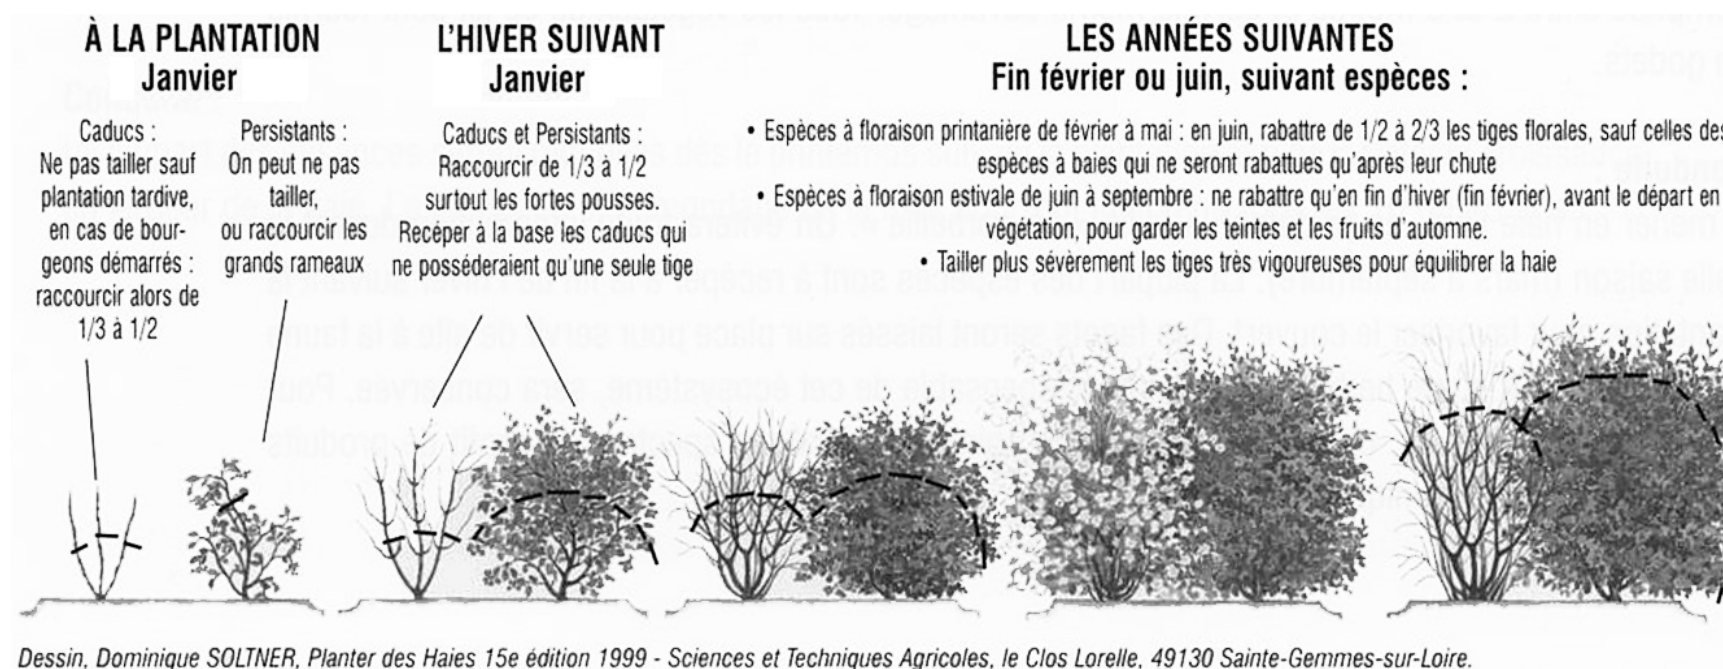 À LA PLANTATION
Janvier
Caducs :
Ne pas tailler sauf
plantation tardive,
en cas de bour-
geons démarrés :
raccourcir alors de
1/3 à 1/2
Persistants :
On peut ne pas
tailler,
ou raccourcir les
grands rameaux
L'HIVER SUIVANT
Janvier
Caducs et Persistants :
Raccourcir de 1/3 à 1/2
surtout les fortes pousses.
Recéper à la base les caducs qui
ne posséderaient qu'une seule tige
LES ANNÉES SUIVANTES
Fin février ou juin, suivant espèces :
• Espèces à floraison printanière de février à mai : en juin, rabattre de 1/2 à 2/3 les tiges florales, sauf celles des
espèces à baies qui ne seront rabattues qu'après leur chute
• Espèces à floraison estivale de juin à septembre : ne rabattre qu'en fin d'hiver (fin février), avant le départ en
végétation, pour garder les teintes et les fruits d'automne.
• Tailler plus sévèrement les tiges très vigoureuses pour équilibrer la haie
Dessin, Dominique SOLTNER, Planter des Haies 15e édition 1999 - Sciences et Techniques Agricoles, le Clos Lorelle, 49130 Sainte-Gemmes-sur-Loire.